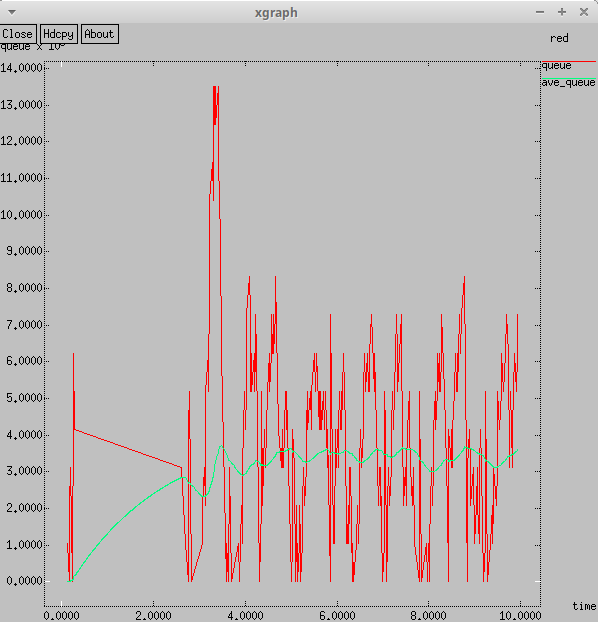 xgraph
Close Hdcpy About
queue x 10³
red
queue
ave_queue
14.0000
13.0000
12.0000
11.0000
10.0000
9.0000
8.0000
7.0000
6.0000
5.0000
4.0000
3.0000
2.0000
1.0000
0.0000
time
0.0000 2.0000 4.0000 6.0000 8.0000 10.0000